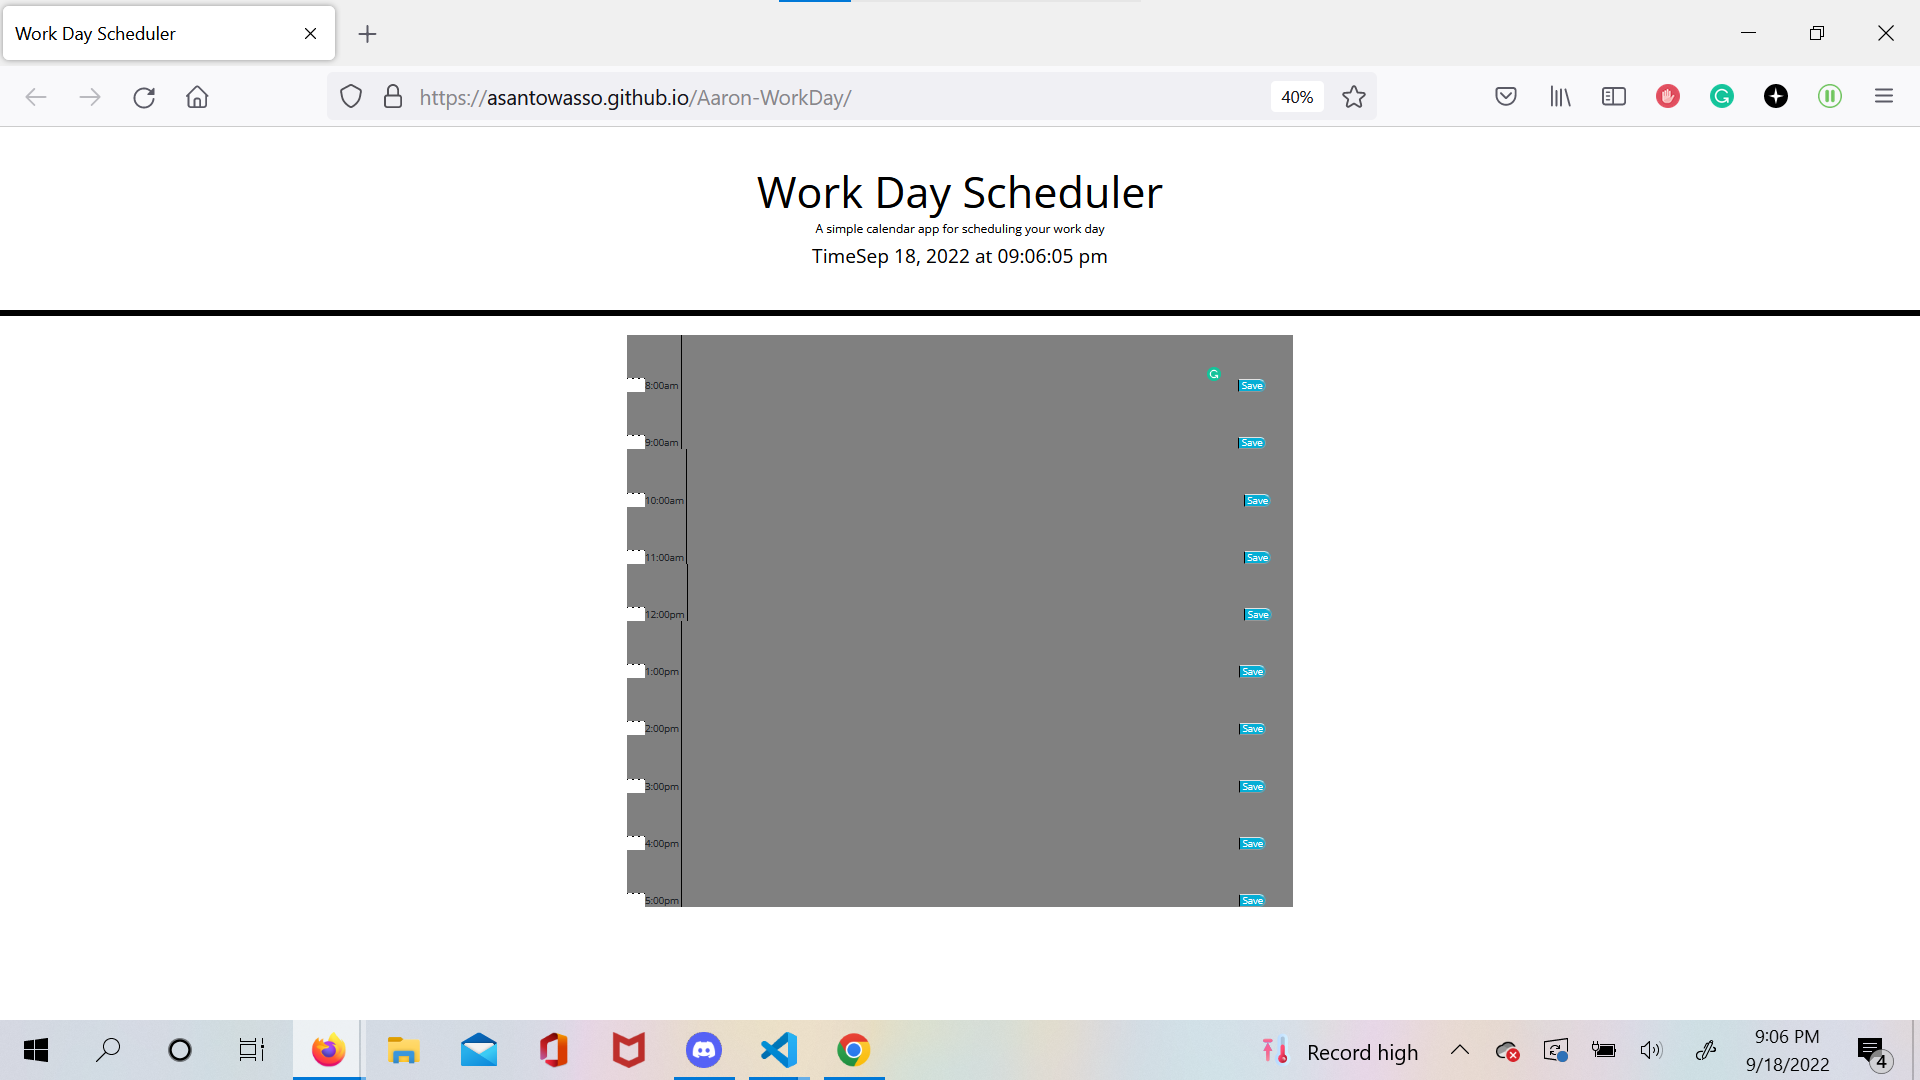 Work Day Scheduler
https://asantowasso.github.io/Aaron-WorkDay/
40%
Work Day Scheduler
A simple calendar app for scheduling your work day
TimeSep 18, 2022 at 09:06:05 pm
8:00am Save
9:00am Save
10:00am Save
11:00am Save
12:00pm Save
1:00pm Save
2:00pm Save
3:00pm Save
4:00pm Save
5:00pm Save
Record high
9:06 PM
9/18/2022
4